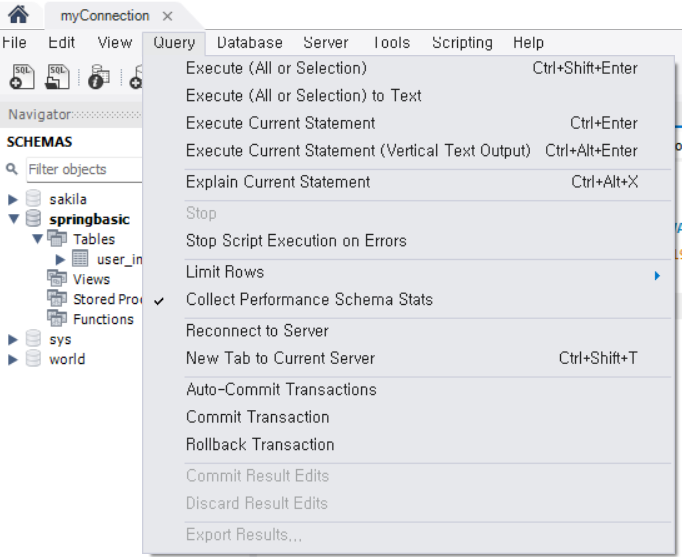 myConnection
File Edit View Query Database Server Tools Scripting Help
SQL SQL
Navigator
SCHEMAS
Filter objects
sakila
springbasic
Tables
user_in
Views
Stored Proc
Functions
sys
world
Execute (All or Selection) Ctrl+Shift+Enter
Execute (All or Selection) to Text
Execute Current Statement Ctrl+Enter
Execute Current Statement (Vertical Text Output) Ctrl+Alt+Enter
Explain Current Statement Ctrl+Alt+X
Stop
Stop Script Execution on Errors
Limit Rows
Collect Performance Schema Stats
Reconnect to Server
New Tab to Current Server Ctrl+Shift+T
Auto-Commit Transactions
Commit Transaction
Rollback Transaction
Commit Result Edits
Discard Result Edits
Export Results...